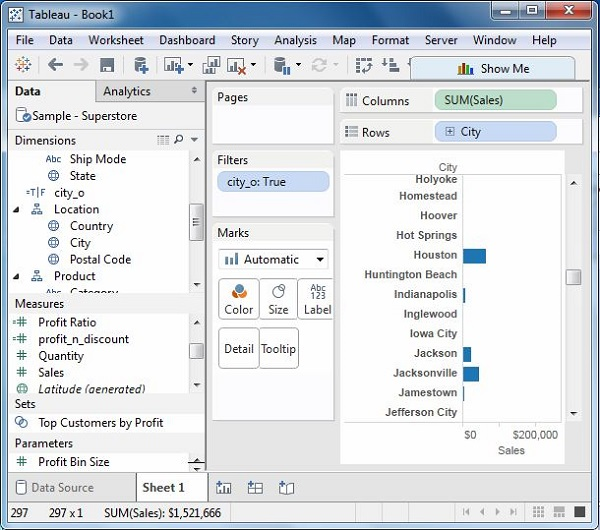 Tableau - Book1
File Data Worksheet Dashboard Story Analysis Map Format Server Window Help
Show Me
Data Analytics
Sample - Superstore
Dimensions
Abc Ship Mode
State
=T|F city_o
Location
Country
City
Postal Code
Product
Abc Category
Measures
Profit Ratio
profit_n_discount
Quantity
Sales
Latitude (generated)
Sets
Top Customers by Profit
Parameters
Profit Bin Size
Pages
Filters
city_o: True
Marks
Automatic
Color
Size
Abc
123
Label
Detail
Tooltip
Columns SUM(Sales)
Rows City
City
Holyoke
Homestead
Hoover
Hot Springs
Houston
Huntington Beach
Indianapolis
Inglewood
Iowa City
Jackson
Jacksonville
Jamestown
Jefferson City
$0 $200,000
Sales
Data Source Sheet 1
297 297 x 1 SUM(Sales): $1,521,666